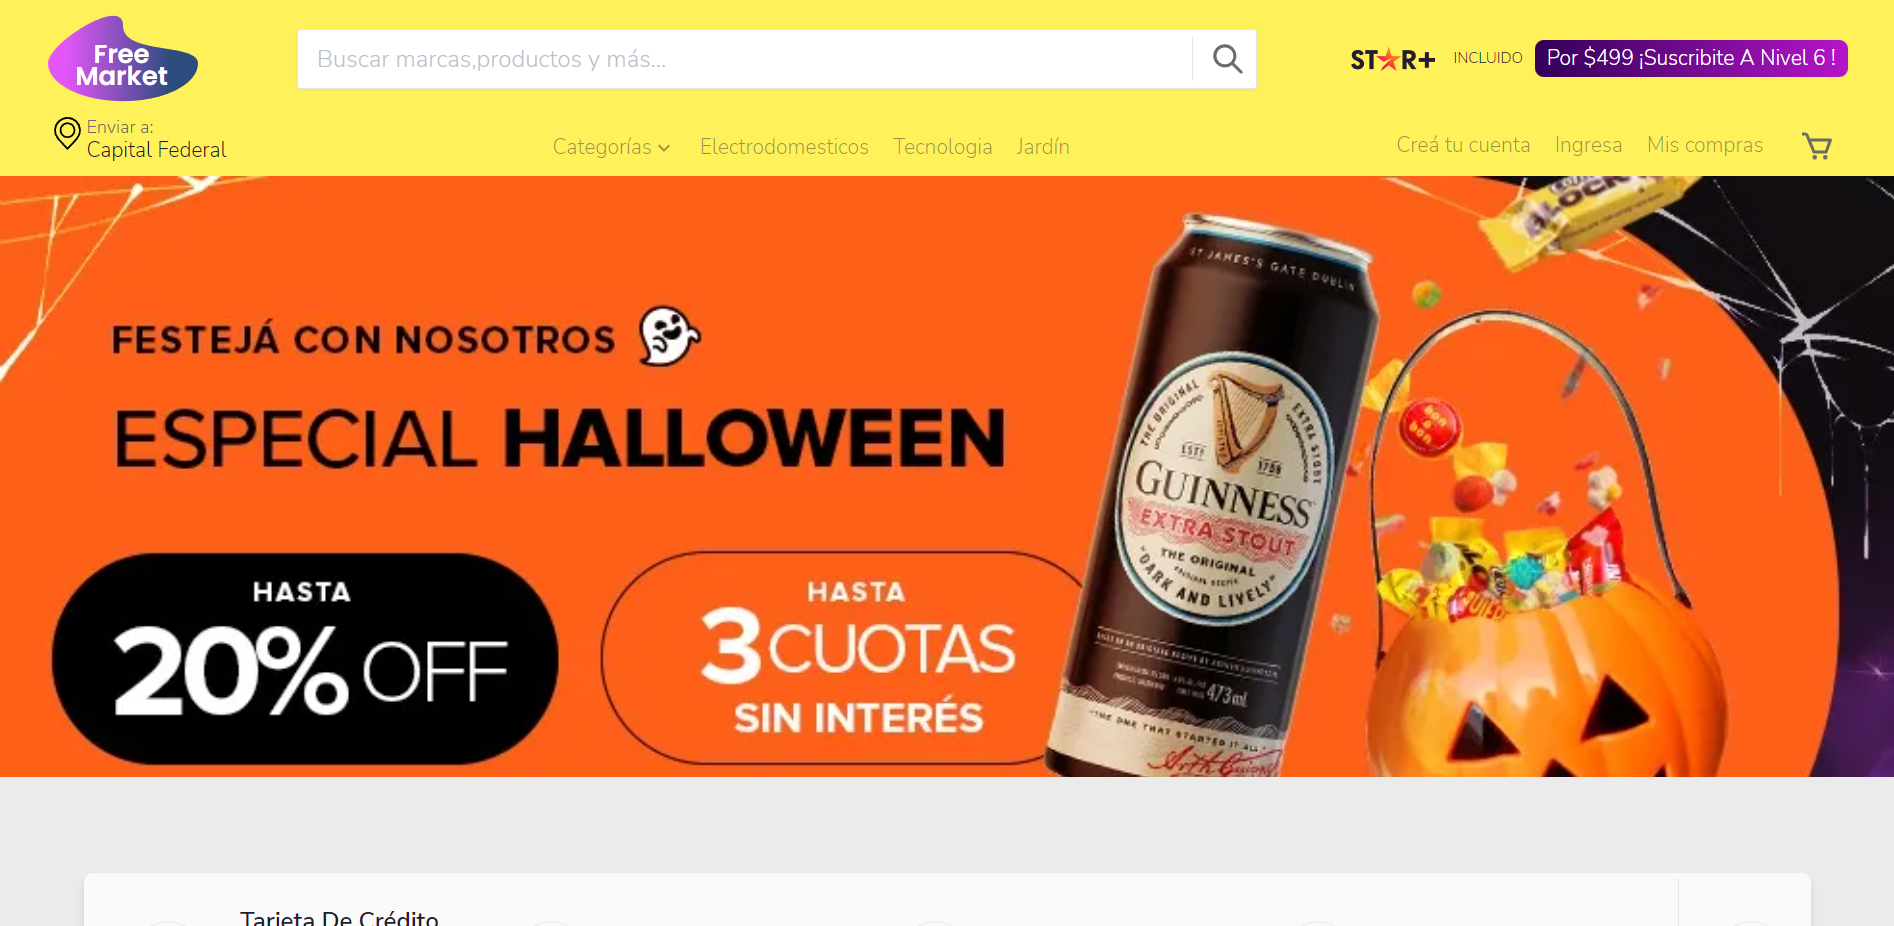 Free
Market
Buscar marcas,productos y más...
ST★R+
INCLUIDO
Por $499 ¡Suscribite A Nivel 6 !
Enviar a:
Capital Federal
Categorías
Electrodomesticos
Tecnologia
Jardín
Creá tu cuenta
Ingresa
Mis compras
FESTEJÁ CON NOSOTROS
ESPECIAL HALLOWEEN
HASTA
20% OFF
HASTA
3 CUOTAS
SIN INTERÉS
ST JAMES'S GATE DUBLIN
THE ORIGINAL
EXTRA STOUT
ESTD
1759
GUINNESS
EXTRA STOUT
THE ORIGINAL
"DARK AND LIVELY"
473ml
"THE ONE THAT STARTED IT ALL"
bon
o
bon
Tarjeta De Crédito